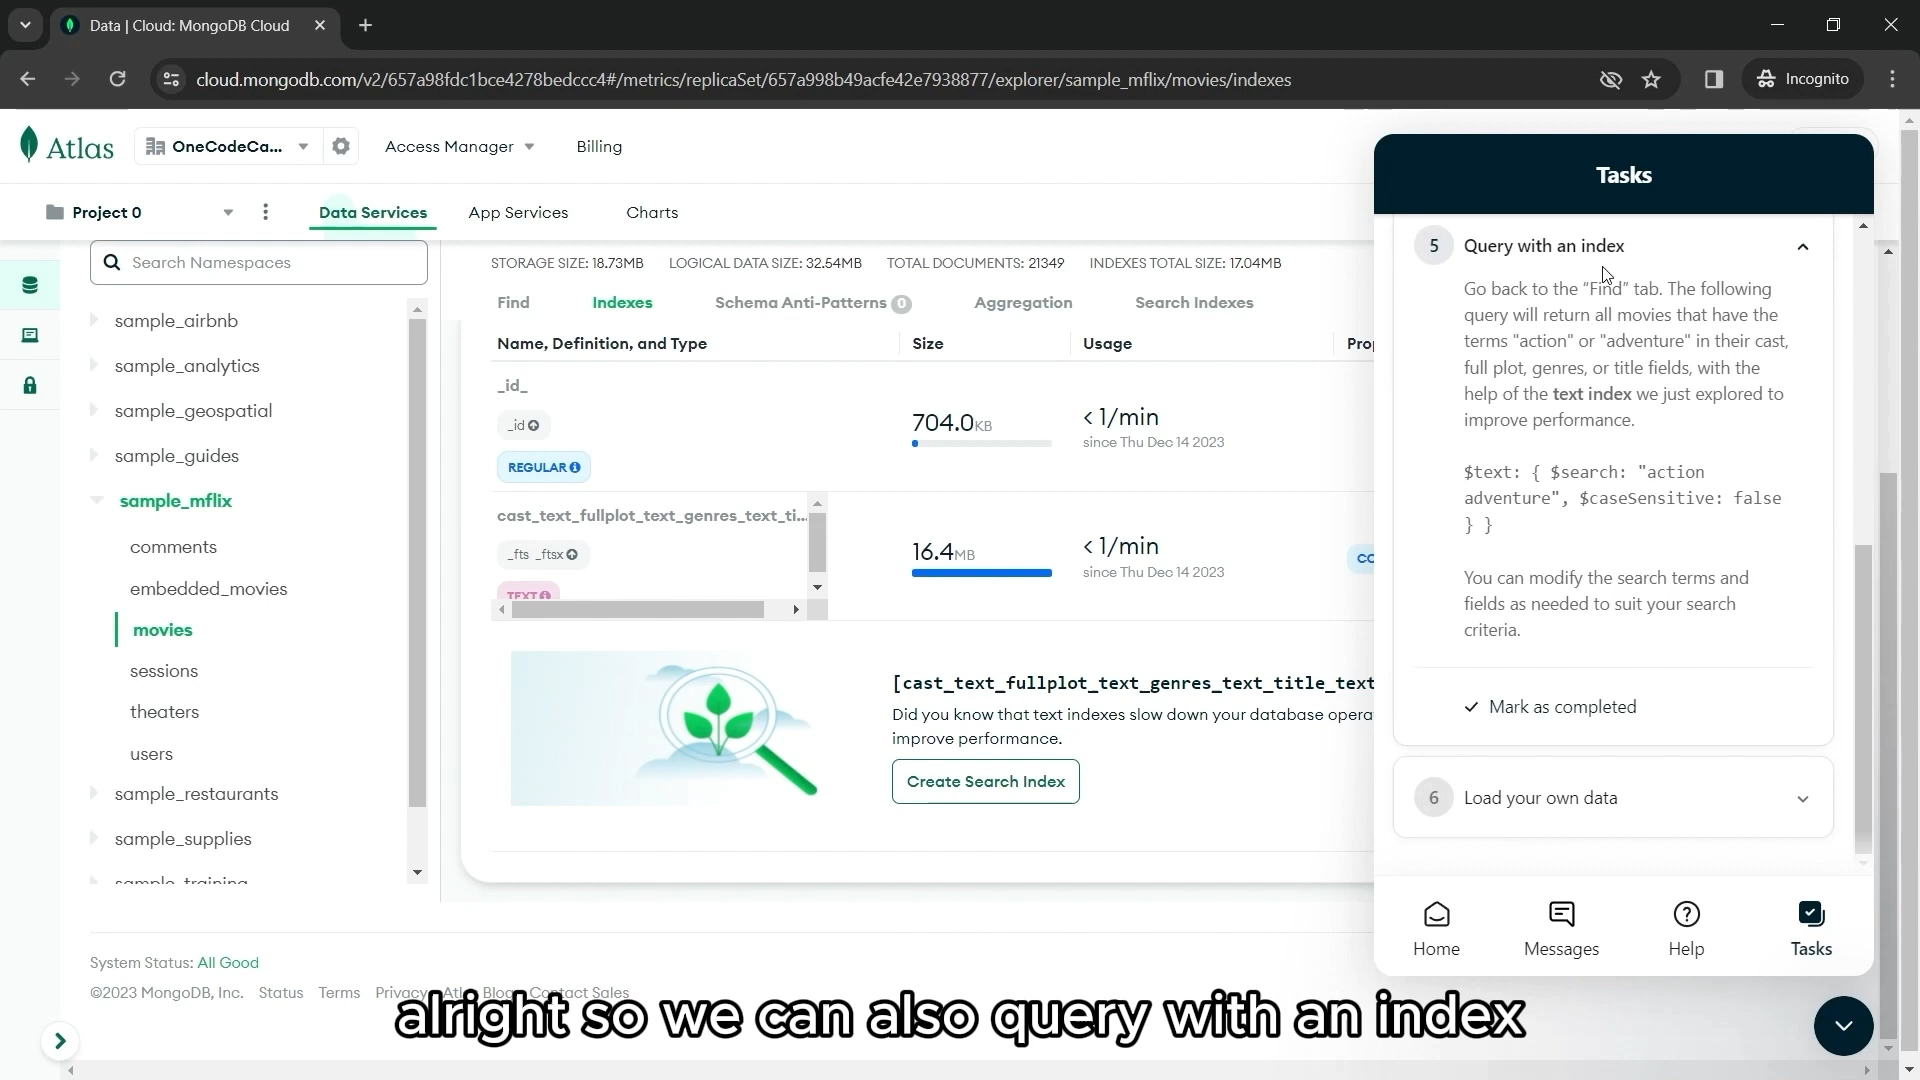 Data | Cloud: MongoDB Cloud
cloud.mongodb.com/v2/657a98fdc1bce4278bedccc4#/metrics/replicaSet/657a998b49acfe42e7938877/explorer/sample_mflix/movies/indexes
Incognito
Atlas
OneCodeCa...
Access Manager
Billing
Project 0
Data Services
App Services
Charts
Search Namespaces
sample_airbnb
sample_analytics
sample_geospatial
sample_guides
sample_mflix
comments
embedded_movies
movies
sessions
theaters
users
sample_restaurants
sample_supplies
sample_training
STORAGE SIZE: 18.73MB LOGICAL DATA SIZE: 32.54MB TOTAL DOCUMENTS: 21349 INDEXES TOTAL SIZE: 17.04MB
Find Indexes Schema Anti-Patterns 0 Aggregation Search Indexes
Name, Definition, and Type Size Usage
_id_
_id
REGULAR
704.0KB
< 1/min
since Thu Dec 14 2023
cast_text_fullplot_text_genres_text_ti...
_fts _ftsx
TEXT
16.4MB
< 1/min
since Thu Dec 14 2023
[cast_text_fullplot_text_genres_text_title_text
Did you know that text indexes slow down your database opera
improve performance.
Create Search Index
System Status: All Good
©2023 MongoDB, Inc. Status Terms Privacy Atl Blog Contact Sales
Tasks
5 Query with an index
Go back to the “Find” tab. The following
query will return all movies that have the
terms "action" or "adventure" in their cast,
full plot, genres, or title fields, with the
help of the text index we just explored to
improve performance.
$text: { $search: "action
adventure", $caseSensitive: false
} }
You can modify the search terms and
fields as needed to suit your search
criteria.
Mark as completed
6 Load your own data
Home Messages Help Tasks
alright so we can also query with an index